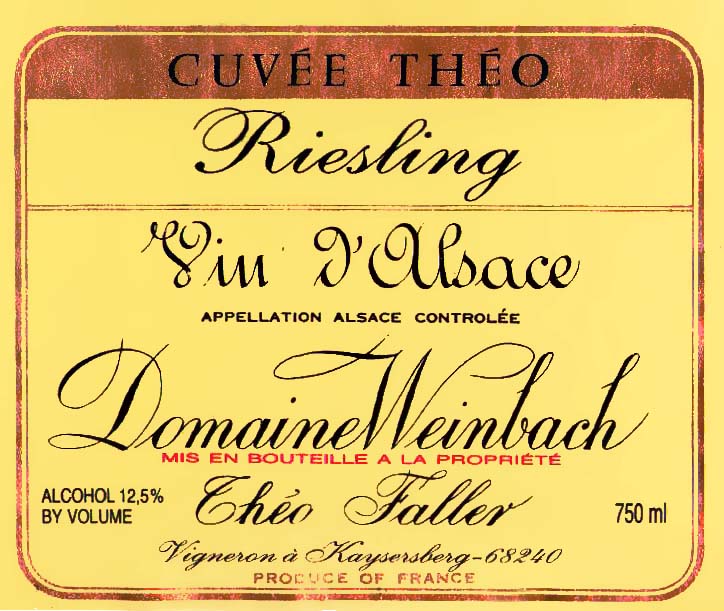 CUVÉE THÉO
Riesling
Vin d'Alsace
APPELLATION ALSACE CONTROLÉE
Domaine Weinbach
MIS EN BOUTEILLE A LA PROPRIÉTÉ
ALCOHOL 12,5%
BY VOLUME
Théo Faller
750 ml
Vigneron à Kaysersberg-68240
PRODUCE OF FRANCE